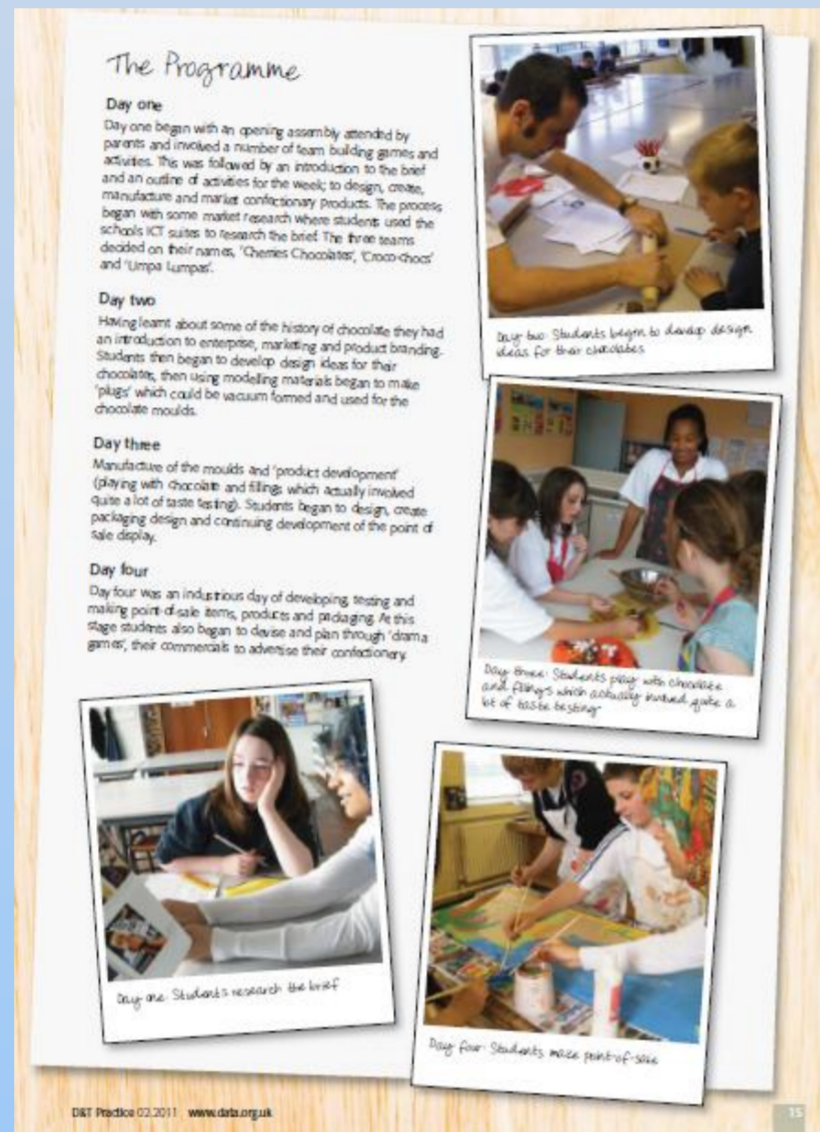 The Programme
Day one
Day one began with an opening assembly attended by
parents and involved a number of team building games and
activities. This was followed by an introduction to the brief
and an outline of activities for the week; to design, create,
manufacture and market confectionary products. The process
began with some market research where students used the
schools ICT suites to research the brief. The three teams
decided on their names, 'Cherries Chocolates', 'Croco-chocs'
and 'Umpa Lumpas'.
Day two
Having learnt about some of the history of chocolate they had
an introduction to enterprise, marketing and product branding.
Students then began to develop design ideas for their
chocolates, then using modelling materials began to make
'plugs' which could be vacuum formed and used for the
chocolate moulds.
Day three
Manufacture of the moulds and 'product development'
(playing with chocolate and fillings which actually involved
quite a lot of taste testing). Students began to design, create
packaging design and continuing development of the point of
sale display.
Day four
Day four was an industrious day of developing, testing and
making point-of-sale items, products and packaging. At this
stage students also began to devise and plan through 'drama
games', their commercials to advertise their confectionery.
Day two: Students begin to develop design
ideas for their chocolates
Day three: Students play with chocolate
and fillings which actually involved quite a
lot of taste testing
Day one: Students research the brief
Day four: Students make point-of-sale
D&T Practice 02.2011 www.data.org.uk
15